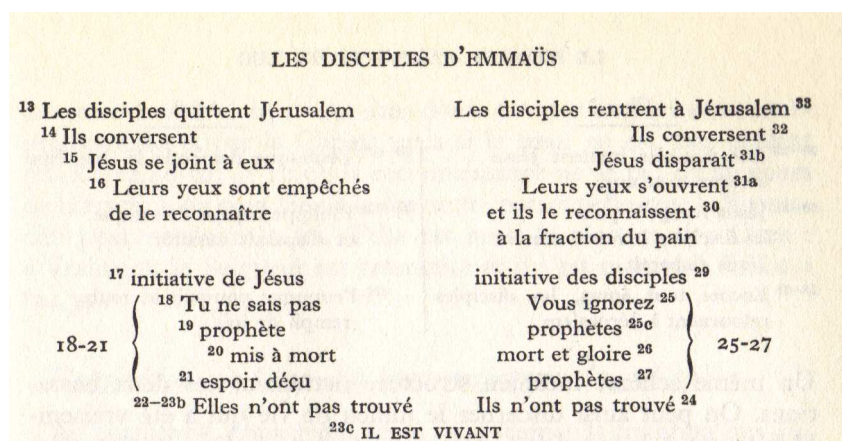 LES DISCIPLES D'EMMAÜS
13 Les disciples quittent Jérusalem Les disciples rentrent à Jérusalem 33
14 Ils conversent Ils conversent 32
15 Jésus se joint à eux Jésus disparaît 31b
16 Leurs yeux sont empêchés Leurs yeux s'ouvrent 31a
de le reconnaître et ils le reconnaissent 30
à la fraction du pain
17 initiative de Jésus initiative des disciples 29
18 Tu ne sais pas vous ignorez 25
19 prophète prophètes 25c
18-21 25-27
20 mis à mort mort et gloire 26
21 espoir déçu prophètes 27
22-23b Elles n'ont pas trouvé Ils n'ont pas trouvé 24
23c IL EST VIVANT